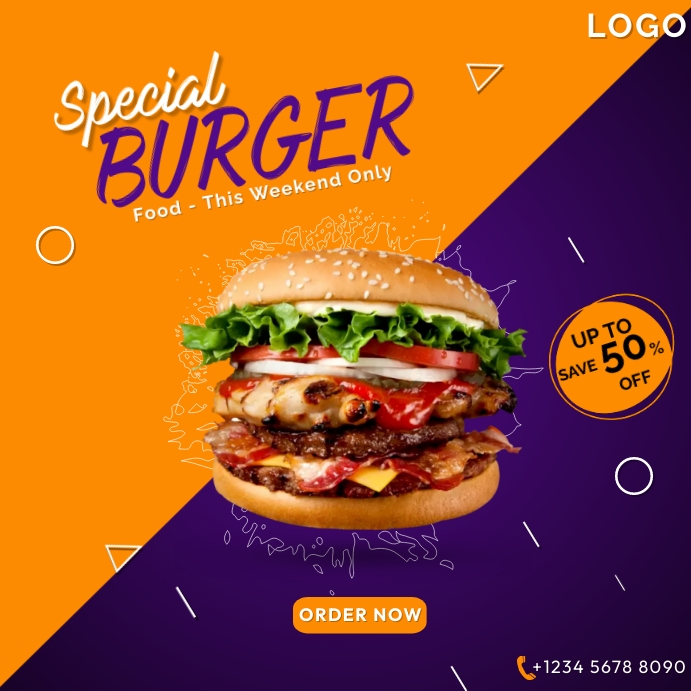 LOGO
Special
BURGER
Food - This Weekend Only
UP TO
SAVE 50%
OFF
ORDER NOW
+1234 5678 8090